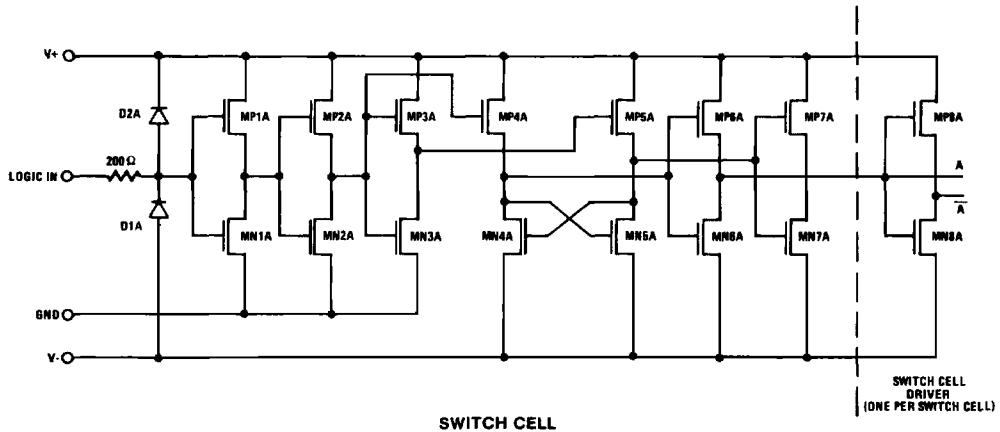 V+
D2A
MP1A
MP2A
MP3A
MP4A
MP5A
MP6A
MP7A
MP8A
200Ω
LOGIC IN
A
A̅
D1A
MN1A
MN2A
MN3A
MN4A
MN5A
MN6A
MN7A
MN8A
GND
V-
SWITCH CELL
DRIVER
(ONE PER SWITCH CELL)
SWITCH CELL